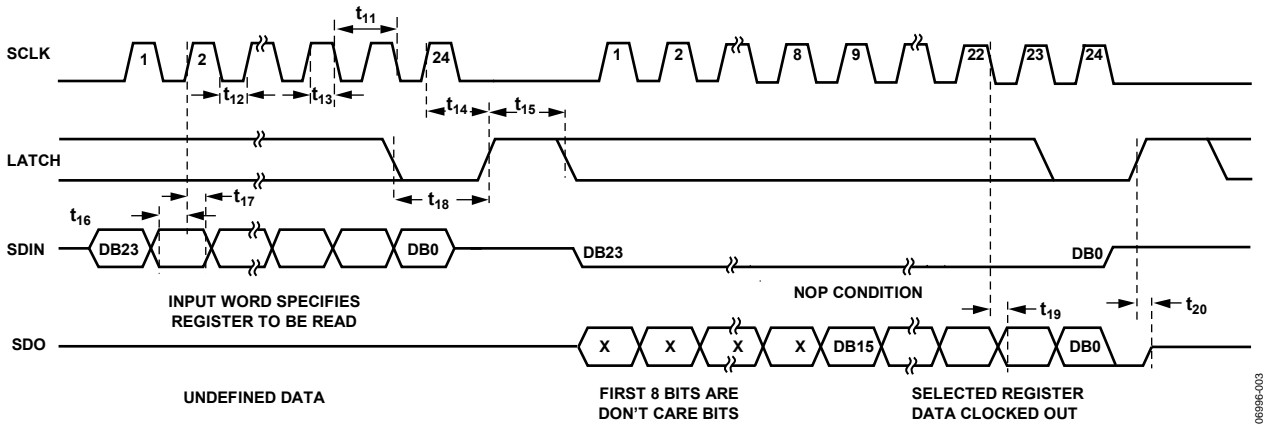 t11
SCLK
1
2
24
1
2
8
9
22
23
24
t12
t13
t14
t15
LATCH
t16
t17
t18
SDIN
DB23
DB0
DB23
DB0
NOP CONDITION
INPUT WORD SPECIFIES
REGISTER TO BE READ
t19
t20
SDO
X
X
X
X
DB15
DB0
UNDEFINED DATA
FIRST 8 BITS ARE
DON'T CARE BITS
SELECTED REGISTER
DATA CLOCKED OUT
06996-003